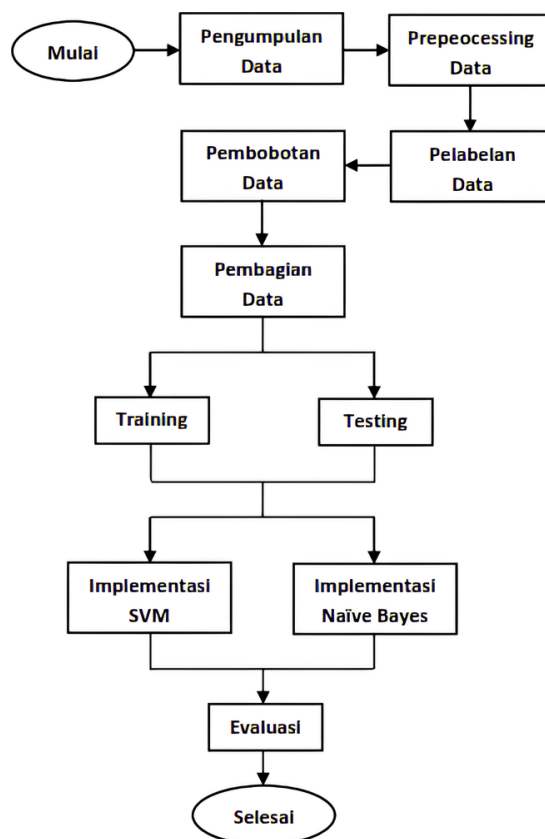 Mulai
Pengumpulan
Data
Prepeocessing
Data
Pembobotan
Data
Pelabelan
Data
Pembagian
Data
Training
Testing
Implementasi
SVM
Implementasi
Naïve Bayes
Evaluasi
Selesai